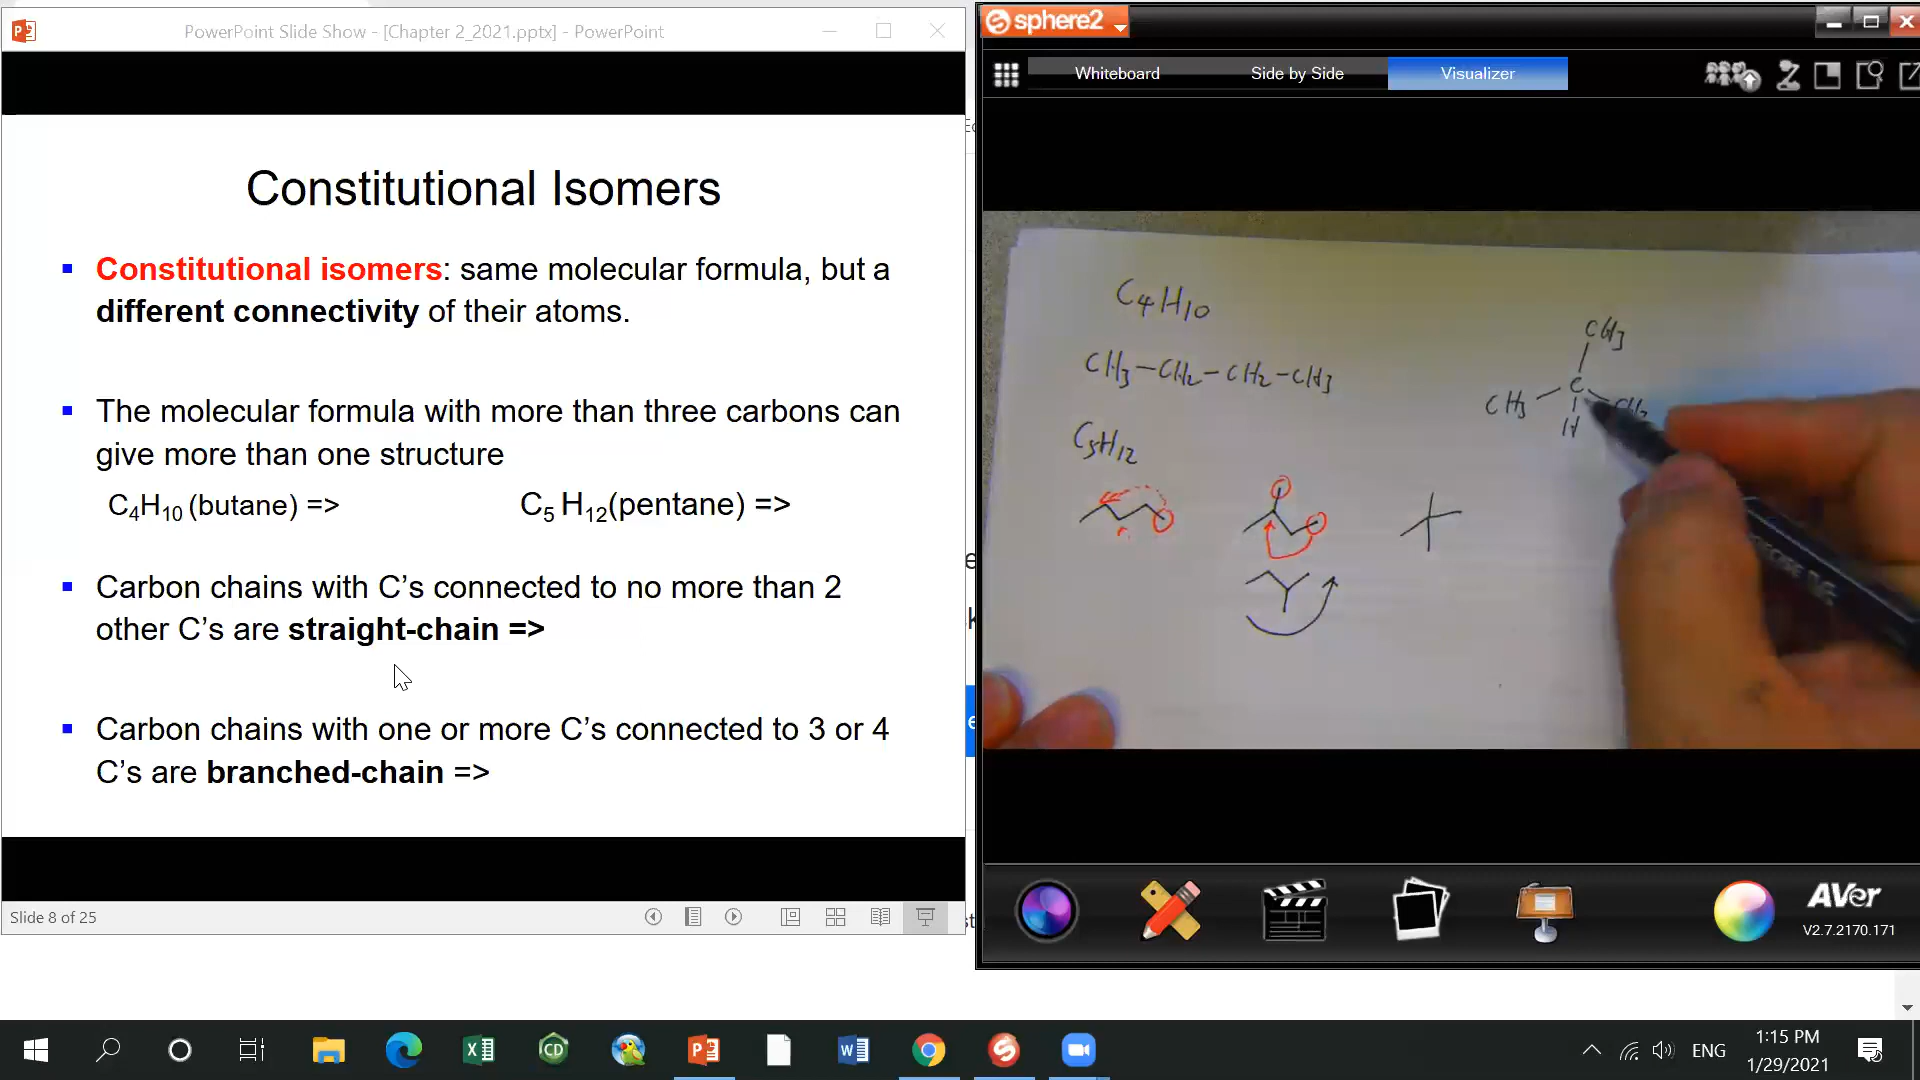 PowerPoint Slide Show - [Chapter 2_2021.pptx] - PowerPoint
Constitutional Isomers
Constitutional isomers: same molecular formula, but a
different connectivity of their atoms.
The molecular formula with more than three carbons can
give more than one structure
C4H10 (butane) => C5 H12(pentane) =>
Carbon chains with C's connected to no more than 2
other C's are straight-chain =>
Carbon chains with one or more C's connected to 3 or 4
C's are branched-chain =>
Slide 8 of 25
sphere2
Whiteboard Side by Side Visualizer
C4H10
CH3-CH2-CH2-CH3
C5H12
CH3
CH3 C
H
AVer
V2.7.2170.171
ENG
1:15 PM
1/29/2021